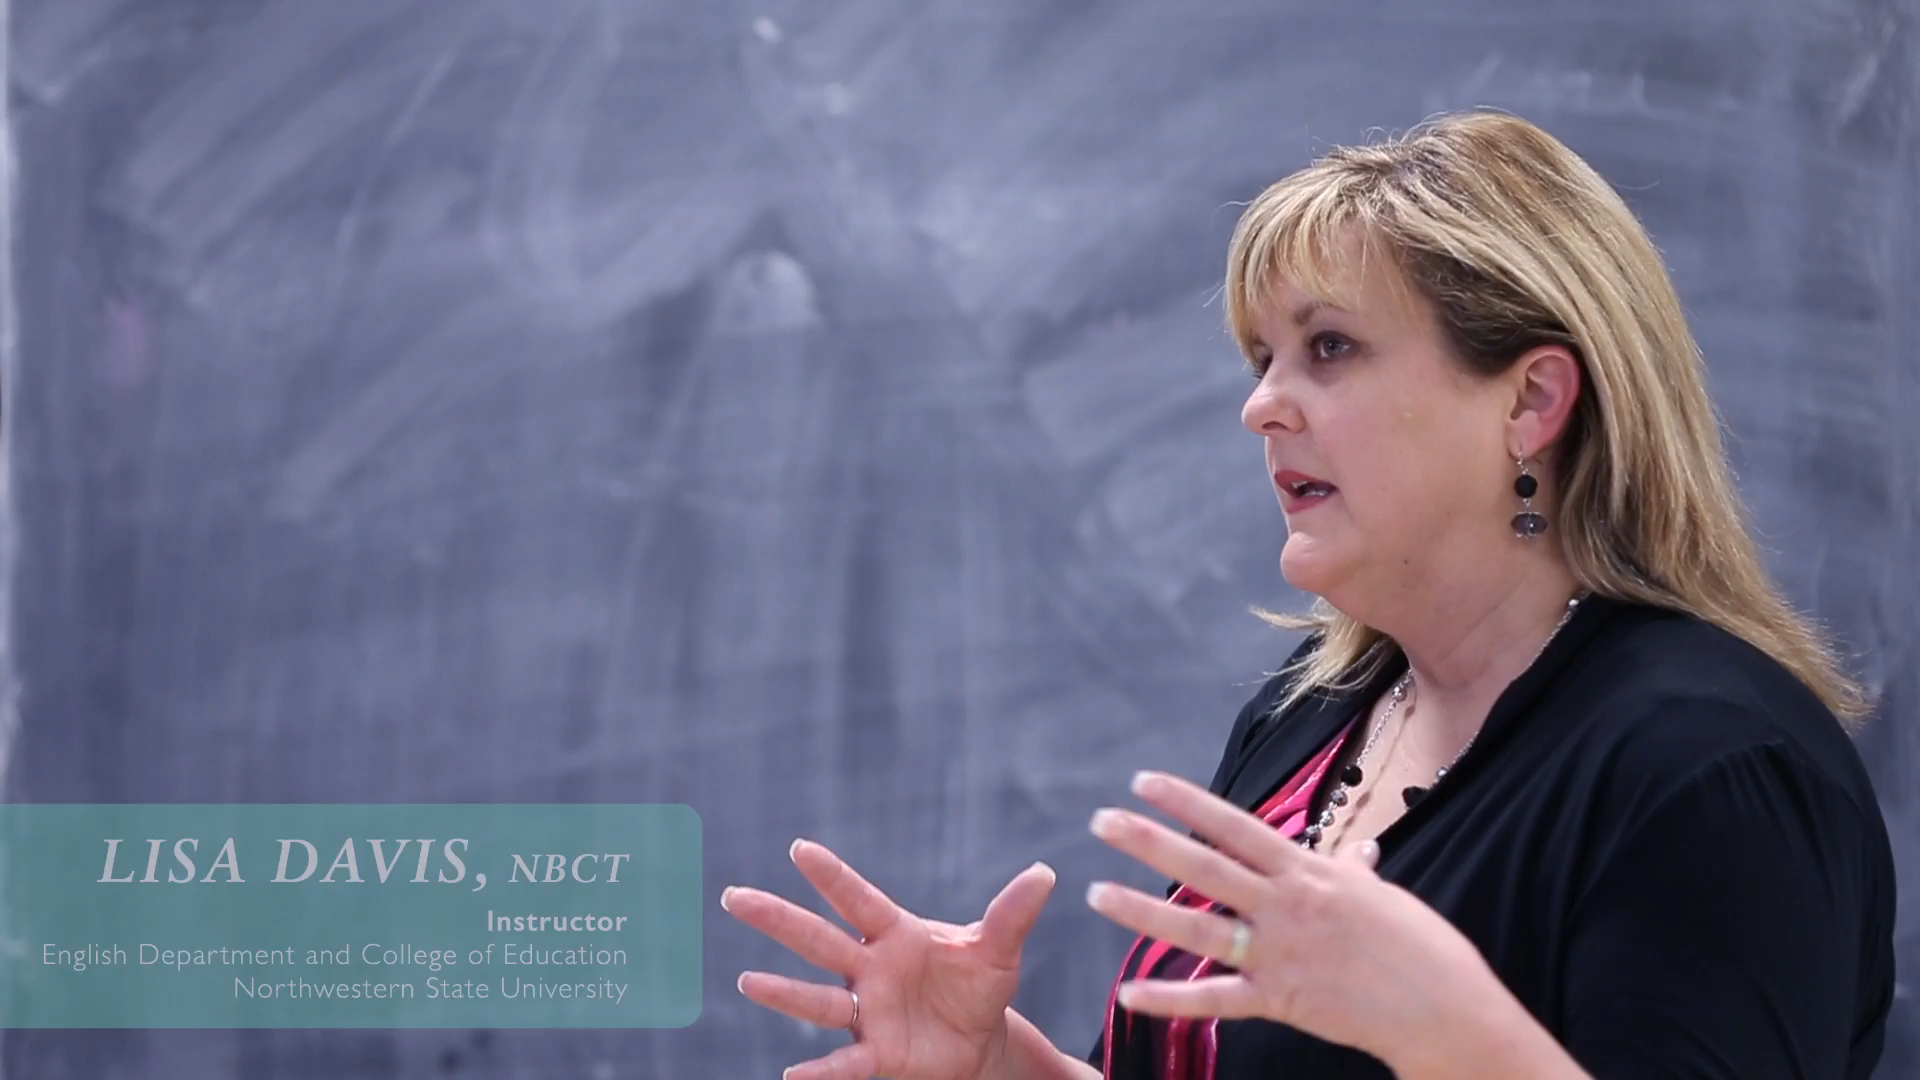 LISA DAVIS, NBCT
Instructor
English Department and College of Education
Northwestern State University